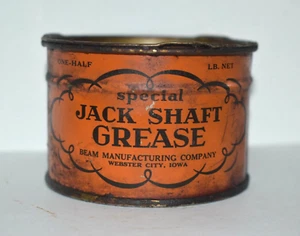 ONE-HALF LB. NET
special
JACK SHAFT
GREASE
BEAM MANUFACTURING COMPANY
WEBSTER CITY, IOWA